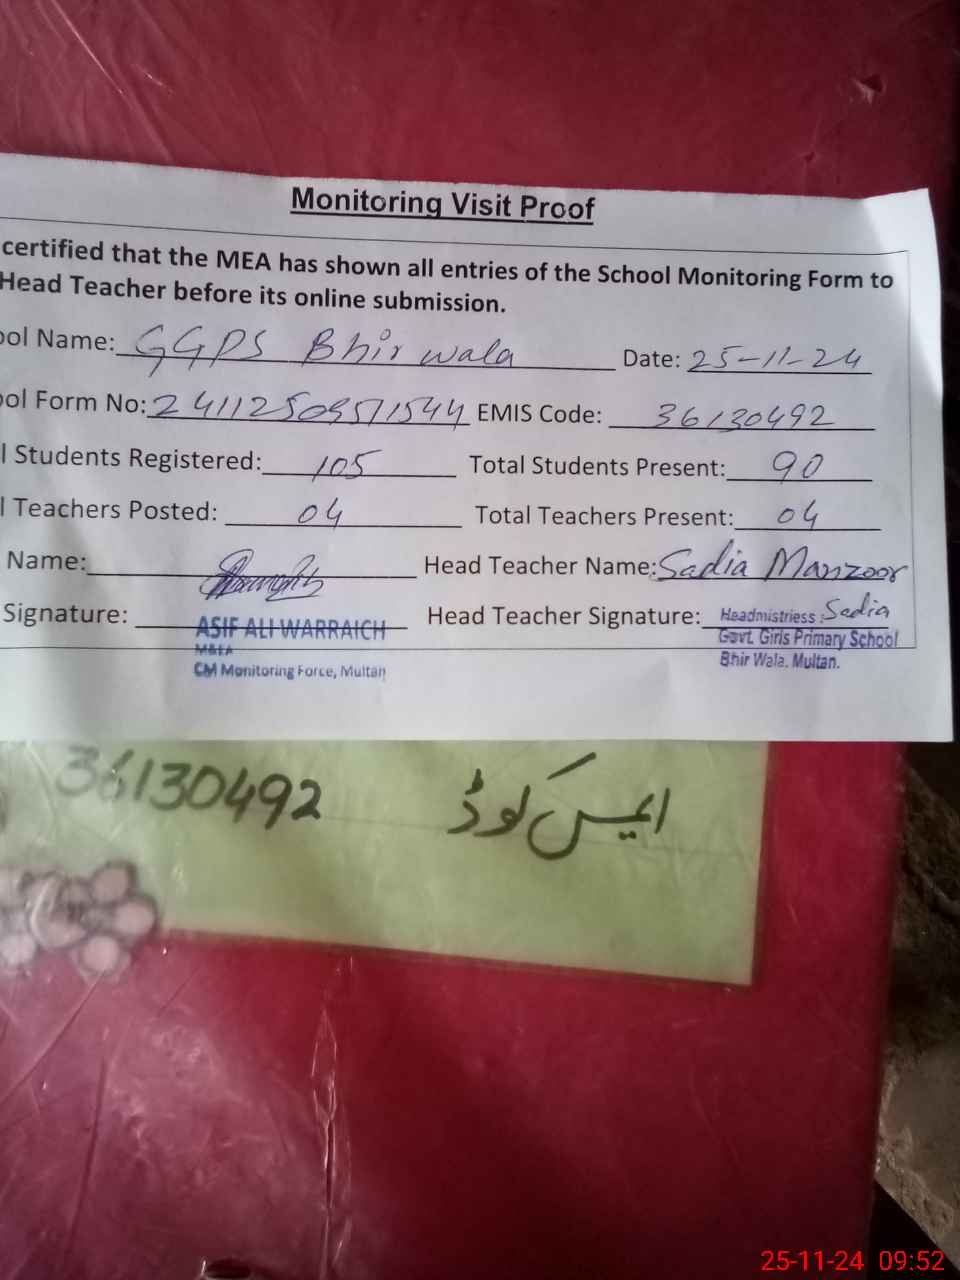 Monitoring Visit Proof
certified that the MEA has shown all entries of the School Monitoring Form to
Head Teacher before its online submission.
ool Name: GGPS Bhir wala Date: 25-11-24
ool Form No: 24112509571544 EMIS Code: 36130492
l Students Registered: 105 Total Students Present: 90
l Teachers Posted: 04 Total Teachers Present: 04
Name: Head Teacher Name: Sadia Manzoor
Signature: Head Teacher Signature: Sadia
ASIF ALI WARRAICH
M&EA
CM Monitoring Force, Multan
Headmistriess
Govt. Girls Primary School
Bhir Wala. Multan.
36130492 ایمس کوڈ
25-11-24 09:52